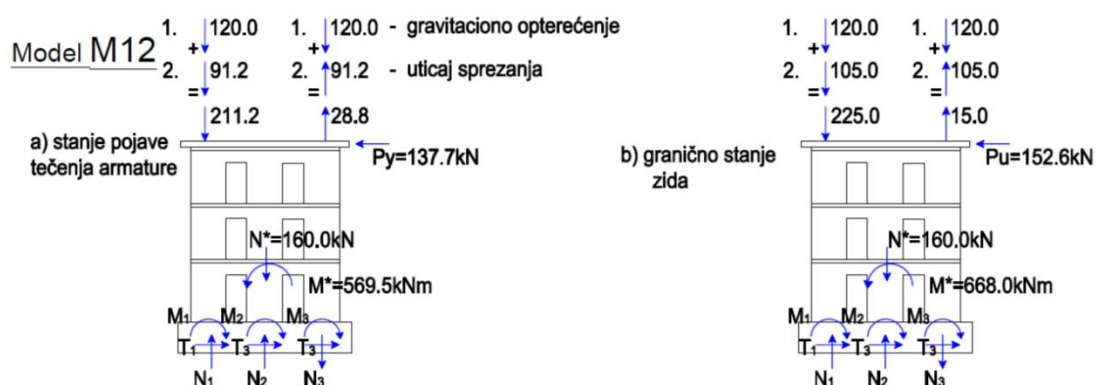 Model M12
1. 120.0 1. 120.0 - gravitaciono opterećenje
+ +
2. 91.2 2. 91.2 - uticaj sprezanja
= =
211.2 28.8
a) stanje pojave
tečenja armature
Py=137.7kN
N*=160.0kN
M*=569.5kNm
M1 M2 M3
T1 T3 T3
N1 N2 N3
1. 120.0 1. 120.0
+ +
2. 105.0 2. 105.0
= =
225.0 15.0
b) granično stanje
zida
Pu=152.6kN
N*=160.0kN
M*=668.0kNm
M1 M2 M3
T1 T3 T3
N1 N2 N3